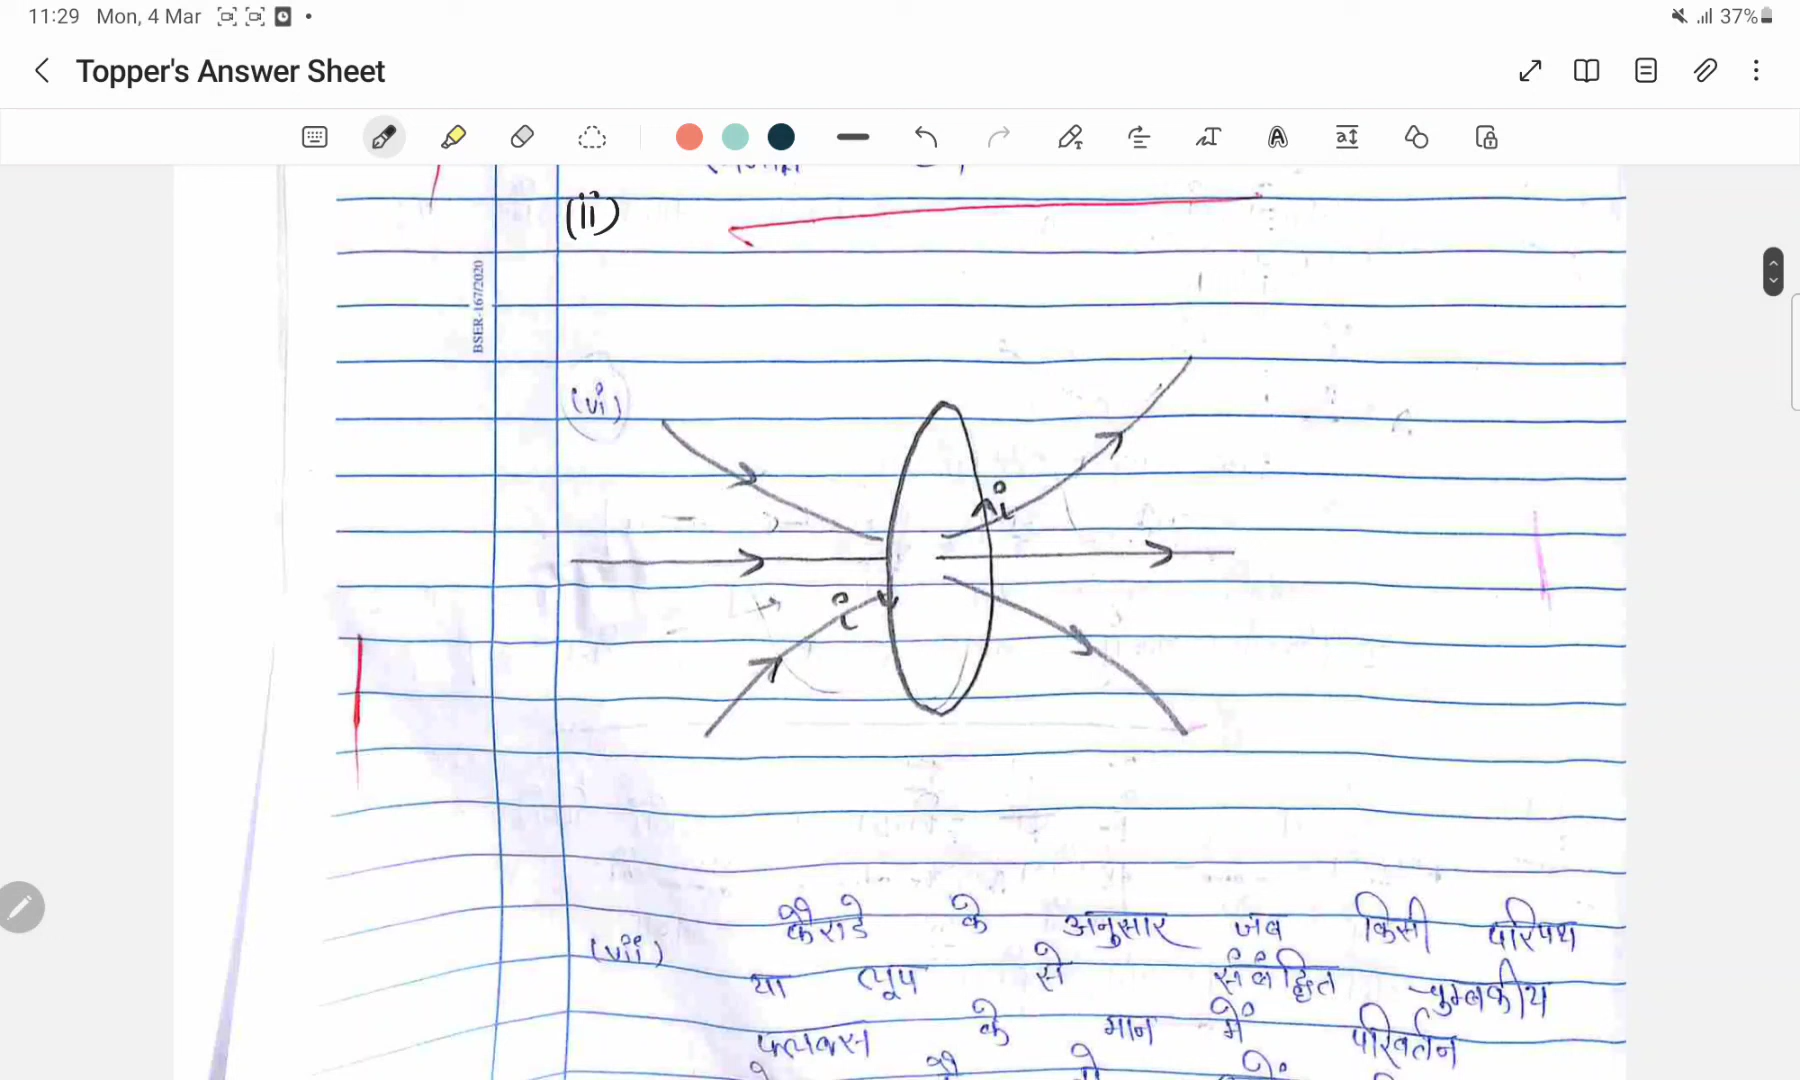 11:29 Mon, 4 Mar
37%
Topper's Answer Sheet
(ii)
BSER-167/2020
(vi)
i
i
(vii) फैराडे के अनुसार जब किसी परिपथ
या लूप से संबंद्धित चुम्बकीय
फ्लक्स के मान में परिवर्तन